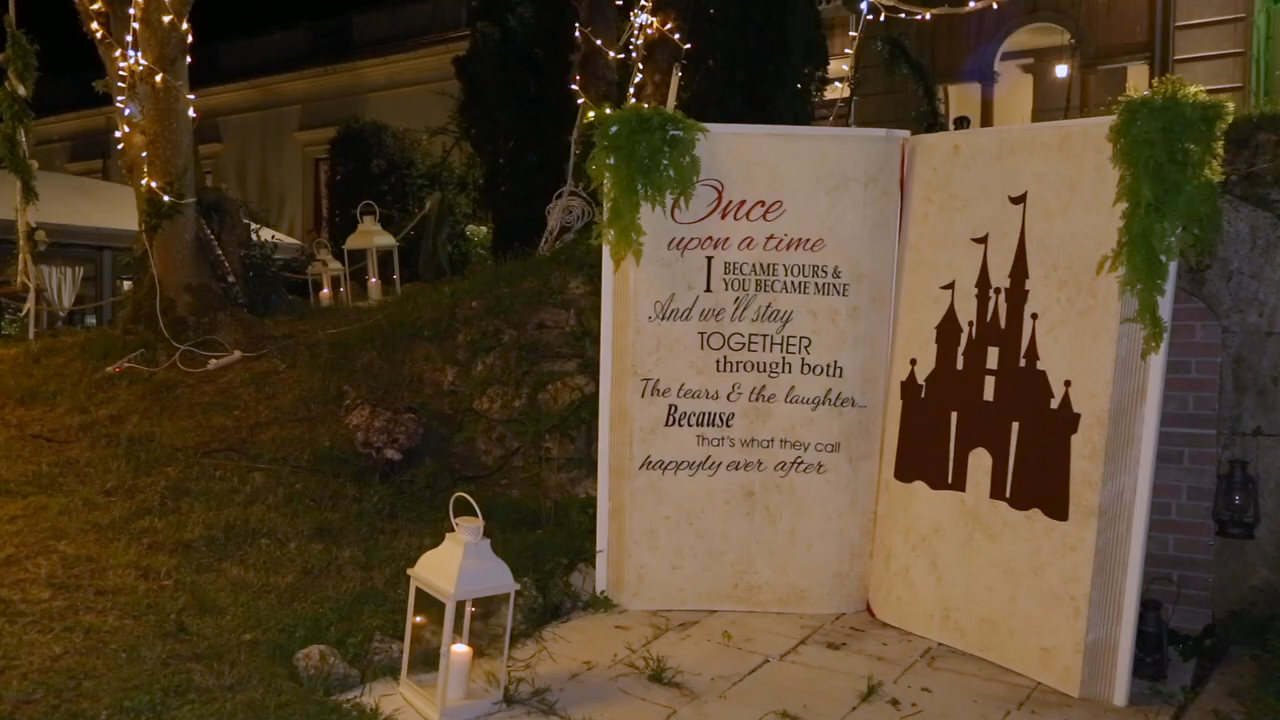 Once
upon a time
I BECAME YOURS &
YOU BECAME MINE
And we'll stay
TOGETHER
through both
The tears & the laughter...
Because
That's what they call
happyly ever after